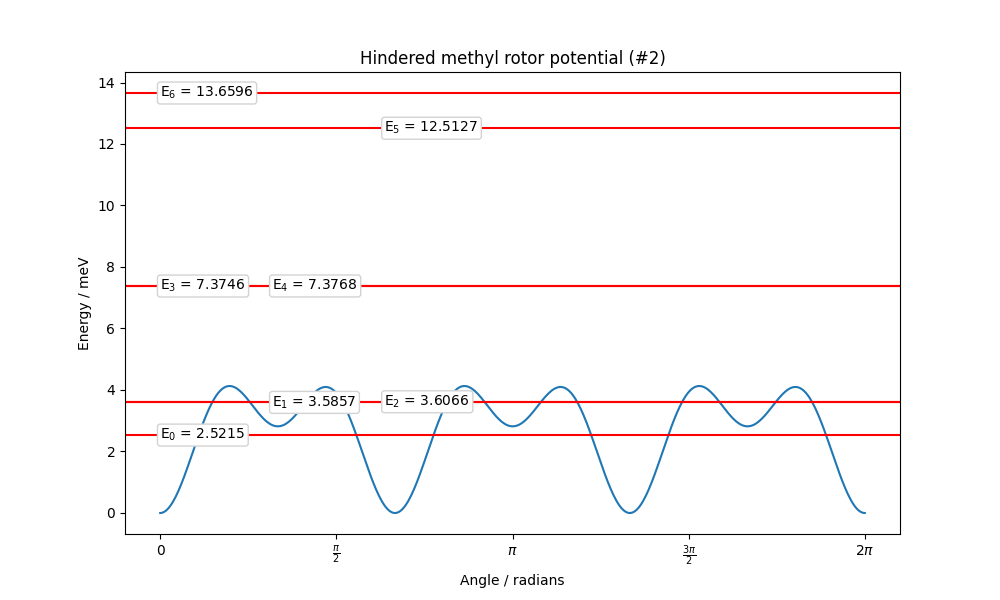 Hindered methyl rotor potential (#2)
14
E₆ = 13.6596
E₅ = 12.5127
12
10
8
E₃ = 7.3746
E₄ = 7.3768
6
4
E₁ = 3.5857
E₂ = 3.6066
E₀ = 2.5215
2
0
Energy / meV
0
π/2
π
3π/2
2π
Angle / radians